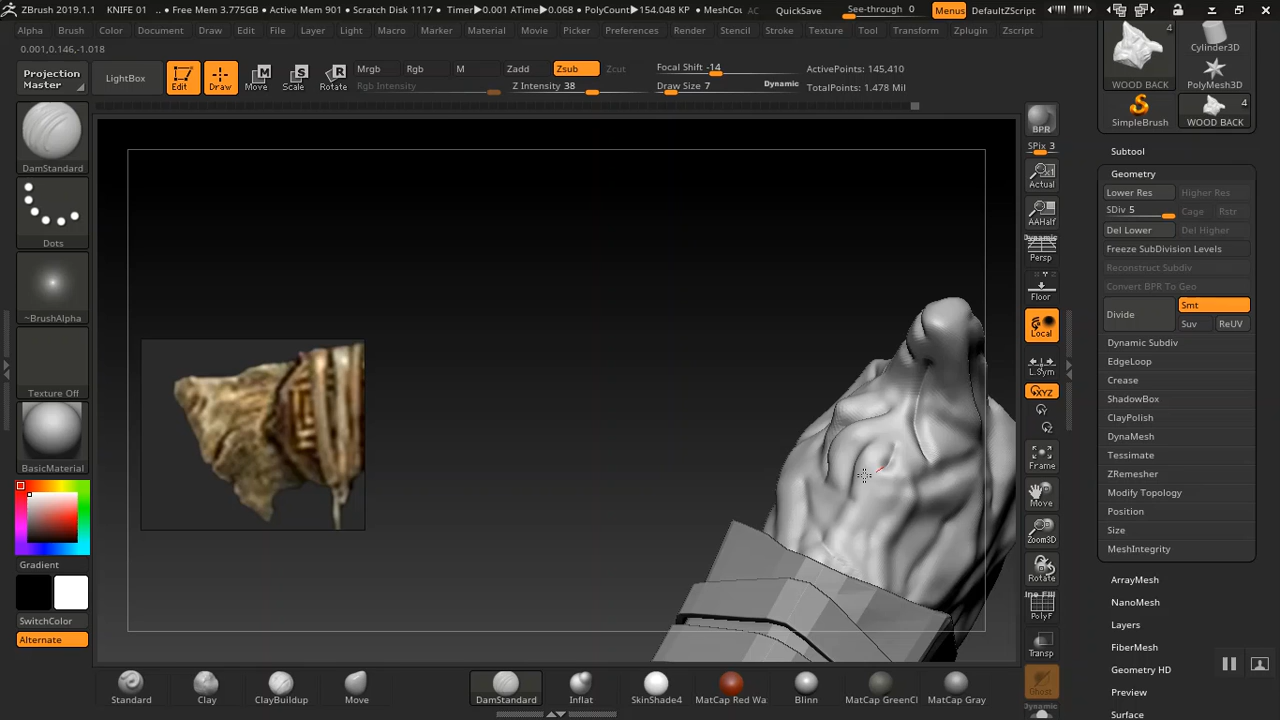 ZBrush 2019.1.1 KNIFE 01 .. • Free Mem 3.775GB • Active Mem 901 • Scratch Disk 1117 • Timer▶0.001 ATime▶0.068 • PolyCount▶154.048 KP • MeshCou AC QuickSave See-through 0 Menus DefaultZScript
Alpha Brush Color Document Draw Edit File Layer Light Macro Marker Material Movie Picker Preferences Render Stencil Stroke Texture Tool Transform Zplugin Zscript
0.001,0.146,-1.018
Projection
Master
LightBox
Edit
Draw
Move
Scale
Rotate
Mrgb Rgb M
Rgb Intensity
Zadd Zsub Zcut
Z Intensity 38
Focal Shift -14
Draw Size 7
Dynamic
ActivePoints: 145,410
TotalPoints: 1.478 Mil
DamStandard
Dots
~BrushAlpha
Texture Off
BasicMaterial
Gradient
SwitchColor
Alternate
BPR
SPix 3
Actual
AAHalf
Dynamic
Persp
Floor
Local
L.Sym
XYZ
Frame
Move
Zoom3D
Rotate
Line Fill
PolyF
Transp
Ghost
Dynamic
4
WOOD BACK
Cylinder3D
PolyMesh3D
SimpleBrush
4
WOOD BACK
Subtool
Geometry
Lower Res Higher Res
SDiv 5 Cage Rstr
Del Lower Del Higher
Freeze SubDivision Levels
Reconstruct Subdiv
Convert BPR To Geo
Divide
Smt
Suv ReUV
Dynamic Subdiv
EdgeLoop
Crease
ShadowBox
ClayPolish
DynaMesh
Tessimate
ZRemesher
Modify Topology
Position
Size
MeshIntegrity
ArrayMesh
NanoMesh
Layers
FiberMesh
Geometry HD
Preview
Surface
Standard Clay ClayBuildup Move DamStandard Inflat SkinShade4 MatCap Red Wa Blinn MatCap GreenCl MatCap Gray